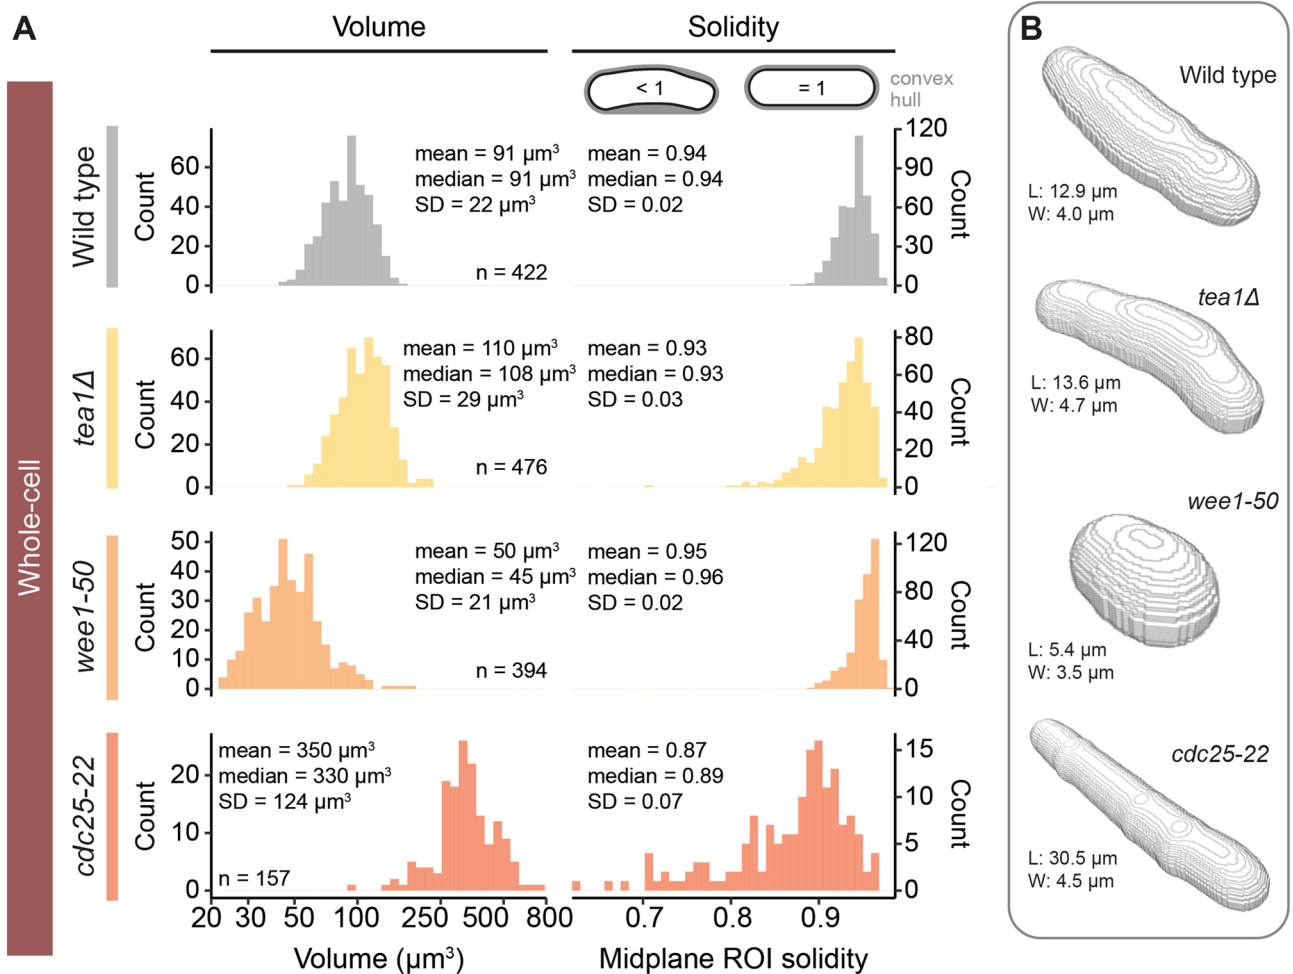 A
Volume
Solidity
< 1
= 1
convex
hull
Whole-cell
Wild type
Count
60
40
20
0
mean = 91 µm³
median = 91 µm³
SD = 22 µm³
n = 422
mean = 0.94
median = 0.94
SD = 0.02
120
90
60
30
0
Count
tea1Δ
Count
60
40
20
0
mean = 110 µm³
median = 108 µm³
SD = 29 µm³
n = 476
mean = 0.93
median = 0.93
SD = 0.03
80
60
40
20
0
Count
wee1-50
Count
50
40
30
20
10
0
mean = 50 µm³
median = 45 µm³
SD = 21 µm³
n = 394
mean = 0.95
median = 0.96
SD = 0.02
120
80
40
0
Count
cdc25-22
Count
20
10
0
mean = 350 µm³
median = 330 µm³
SD = 124 µm³
n = 157
mean = 0.87
median = 0.89
SD = 0.07
15
10
5
0
Count
20 30 50 100 250 500 800
0.7 0.8 0.9
Volume (µm³)
Midplane ROI solidity
B
Wild type
L: 12.9 µm
W: 4.0 µm
tea1Δ
L: 13.6 µm
W: 4.7 µm
wee1-50
L: 5.4 µm
W: 3.5 µm
cdc25-22
L: 30.5 µm
W: 4.5 µm